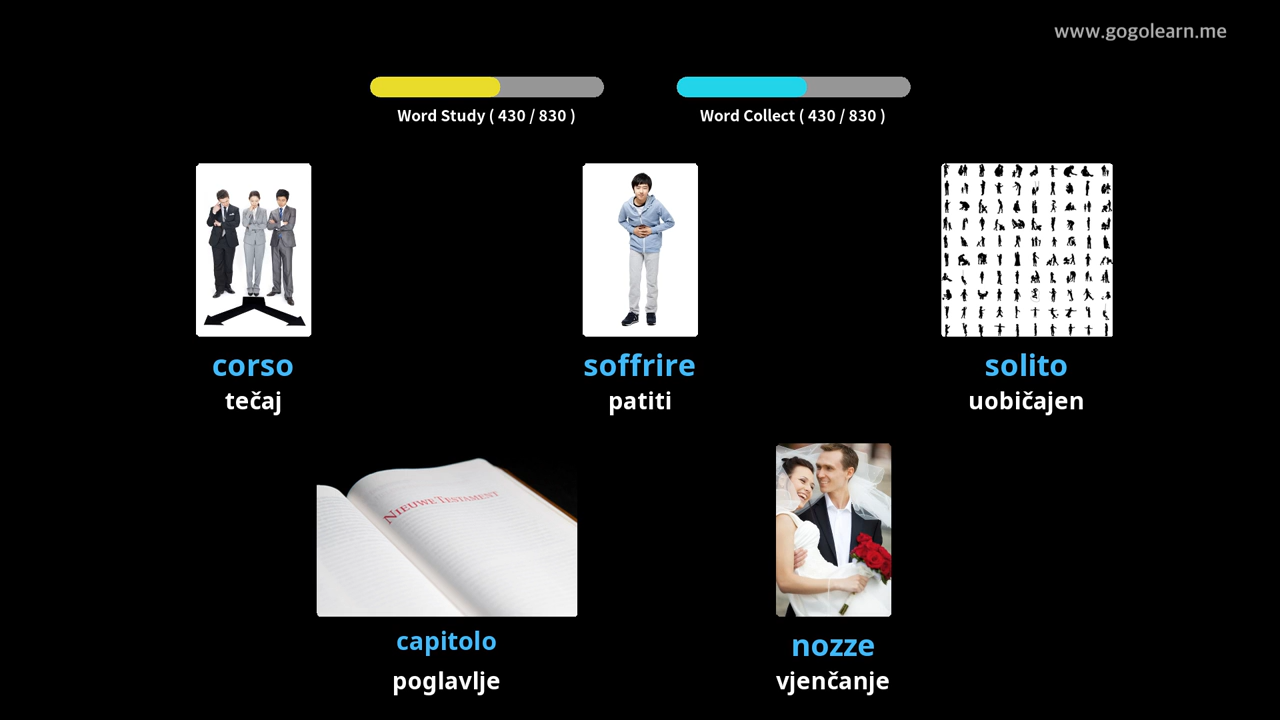 www.gogolearn.me
Word Study ( 430 / 830 )
Word Collect ( 430 / 830 )
corso
tečaj
soffrire
patiti
solito
uobičajen
NIEUWE TESTAMENT
capitolo
poglavlje
nozze
vjenčanje